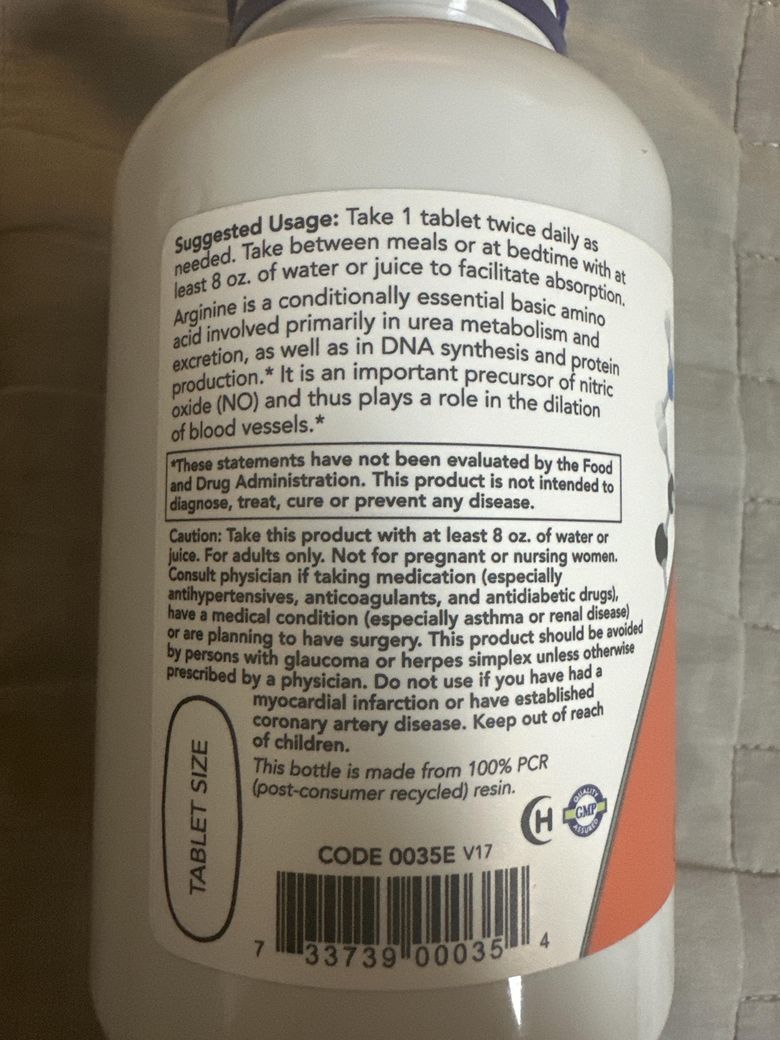 Suggested Usage: Take 1 tablet twice daily as
needed. Take between meals or at bedtime with at
least 8 oz. of water or juice to facilitate absorption.
Arginine is a conditionally essential basic amino
acid involved primarily in urea metabolism and
excretion, as well as in DNA synthesis and protein
production.* It is an important precursor of nitric
oxide (NO) and thus plays a role in the dilation
of blood vessels.*
*These statements have not been evaluated by the Food
and Drug Administration. This product is not intended to
diagnose, treat, cure or prevent any disease.
Caution: Take this product with at least 8 oz. of water or
juice. For adults only. Not for pregnant or nursing women.
Consult physician if taking medication (especially
antihypertensives, anticoagulants, and antidiabetic drugs),
have a medical condition (especially asthma or renal disease)
or are planning to have surgery. This product should be avoided
by persons with glaucoma or herpes simplex unless otherwise
prescribed by a physician. Do not use if you have had a
myocardial infarction or have established
coronary artery disease. Keep out of reach
of children.
This bottle is made from 100% PCR
(post-consumer recycled) resin.
TABLET SIZE
H
QUALITY
GMP
ASSURED
CODE 0035E V17
7 33739 00035 4